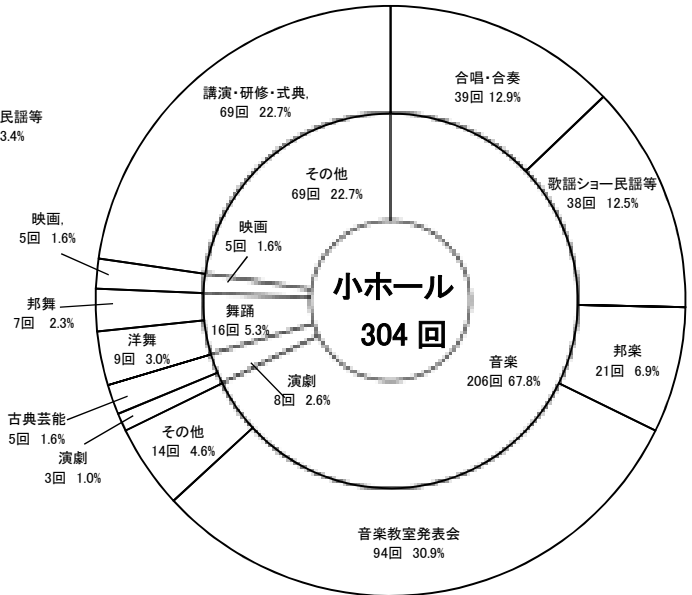 合唱・合奏
39回 12.9%
歌謡ショー民謡等
38回 12.5%
邦楽
21回 6.9%
音楽教室発表会
94回 30.9%
その他
14回 4.6%
演劇
3回 1.0%
古典芸能
5回 1.6%
洋舞
9回 3.0%
邦舞
7回 2.3%
映画,
5回 1.6%
講演・研修・式典,
69回 22.7%
民謡等
3.4%
その他
69回 22.7%
映画
5回 1.6%
舞踊
16回 5.3%
演劇
8回 2.6%
音楽
206回 67.8%
小ホール
304 回